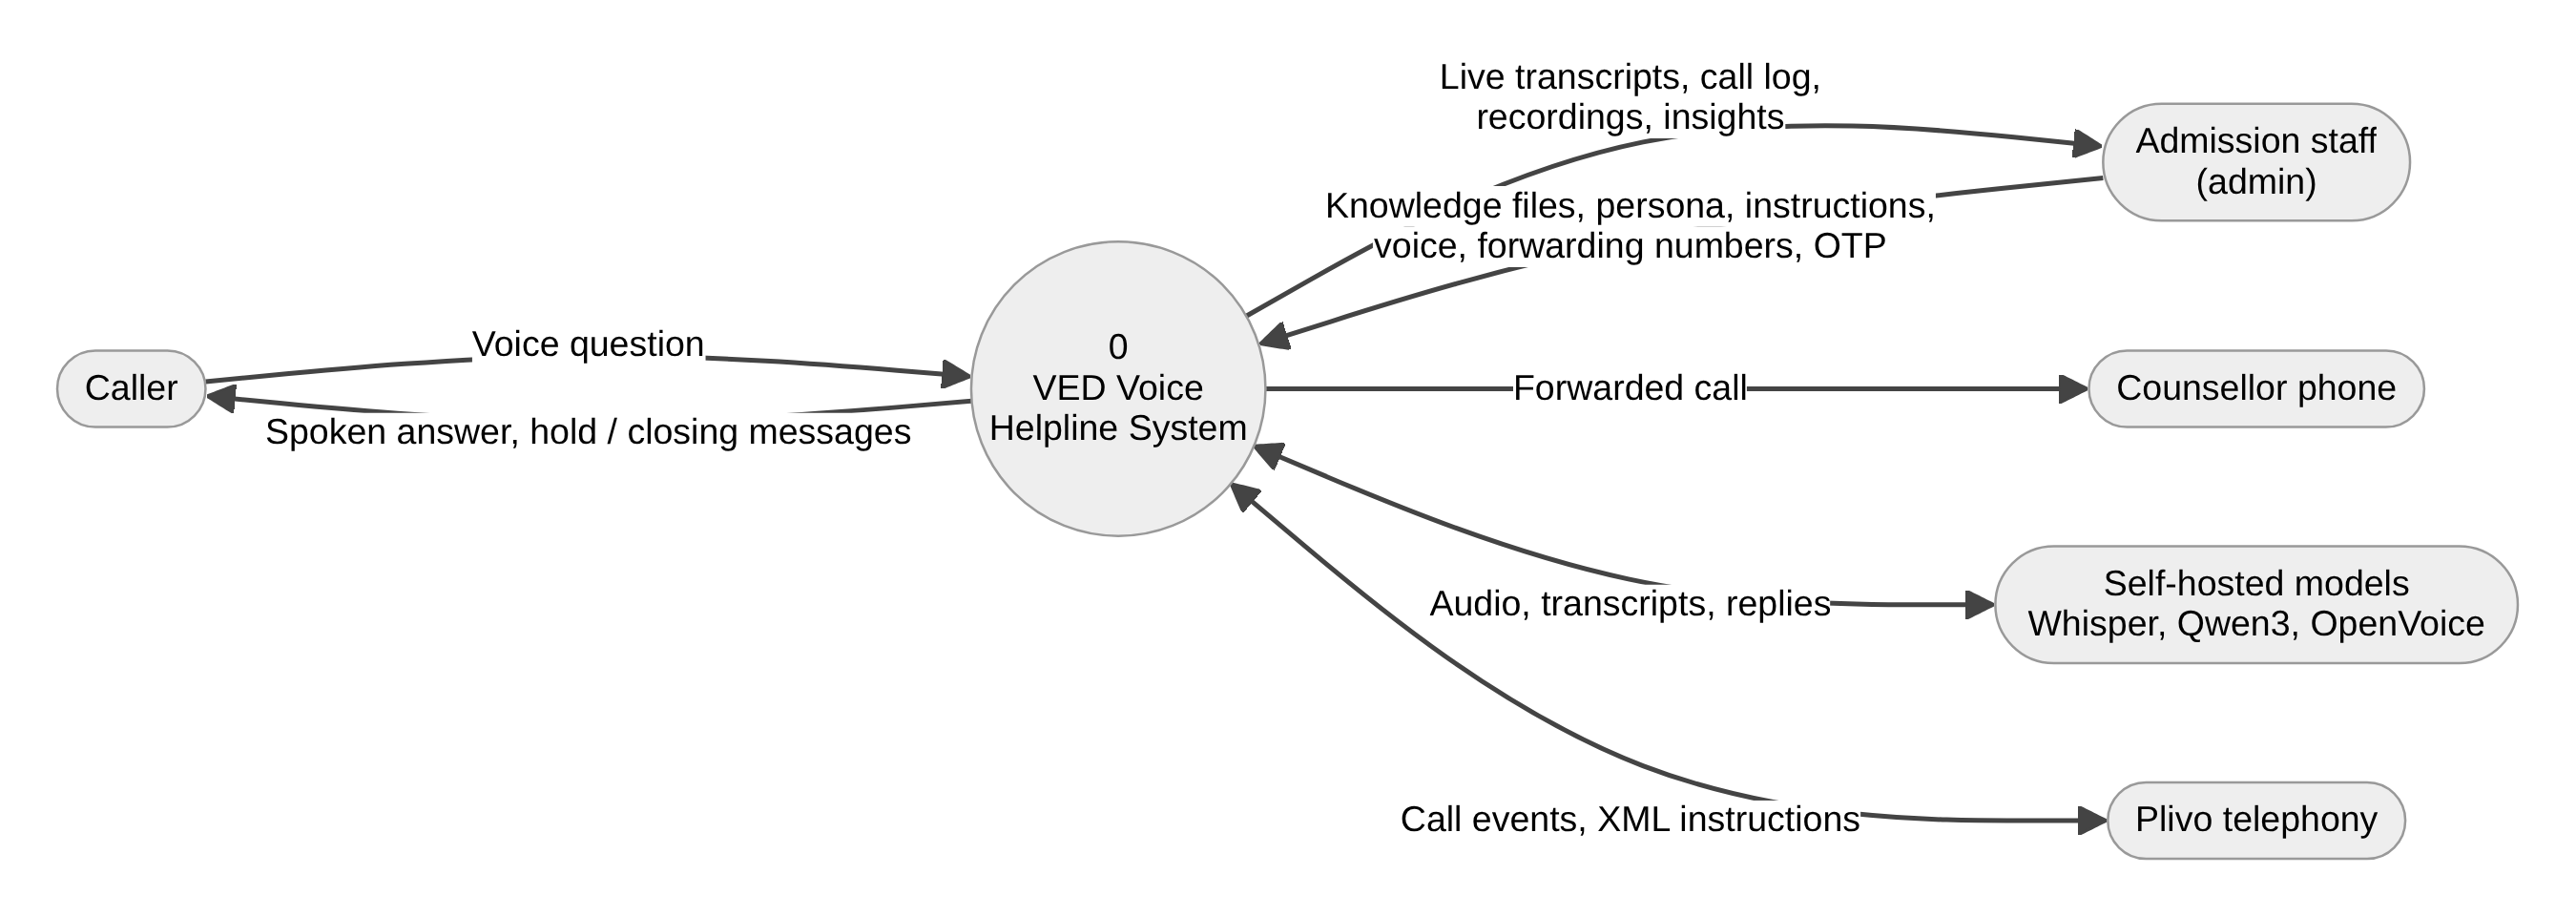 Live transcripts, call log,
recordings, insights
Admission staff
(admin)
Knowledge files, persona, instructions,
voice, forwarding numbers, OTP
Voice question
Caller
Spoken answer, hold / closing messages
0
VED Voice
Helpline System
Forwarded call
Counsellor phone
Audio, transcripts, replies
Self-hosted models
Whisper, Qwen3, OpenVoice
Call events, XML instructions
Plivo telephony